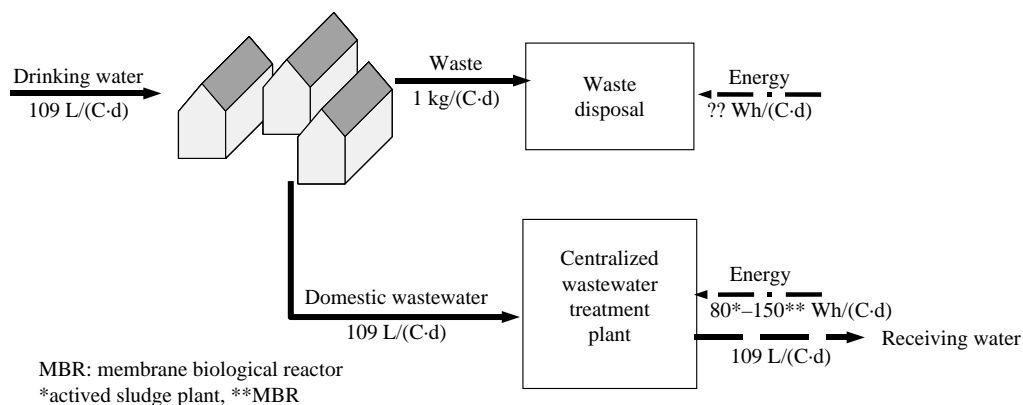 Drinking water
109 L/(C·d)
Waste
1 kg/(C·d)
Waste
disposal
Energy
?? Wh/(C·d)
Domestic wastewater
109 L/(C·d)
Centralized
wastewater
treatment
plant
Energy
80*–150** Wh/(C·d)
109 L/(C·d)
Receiving water
MBR: membrane biological reactor
*actived sludge plant, **MBR